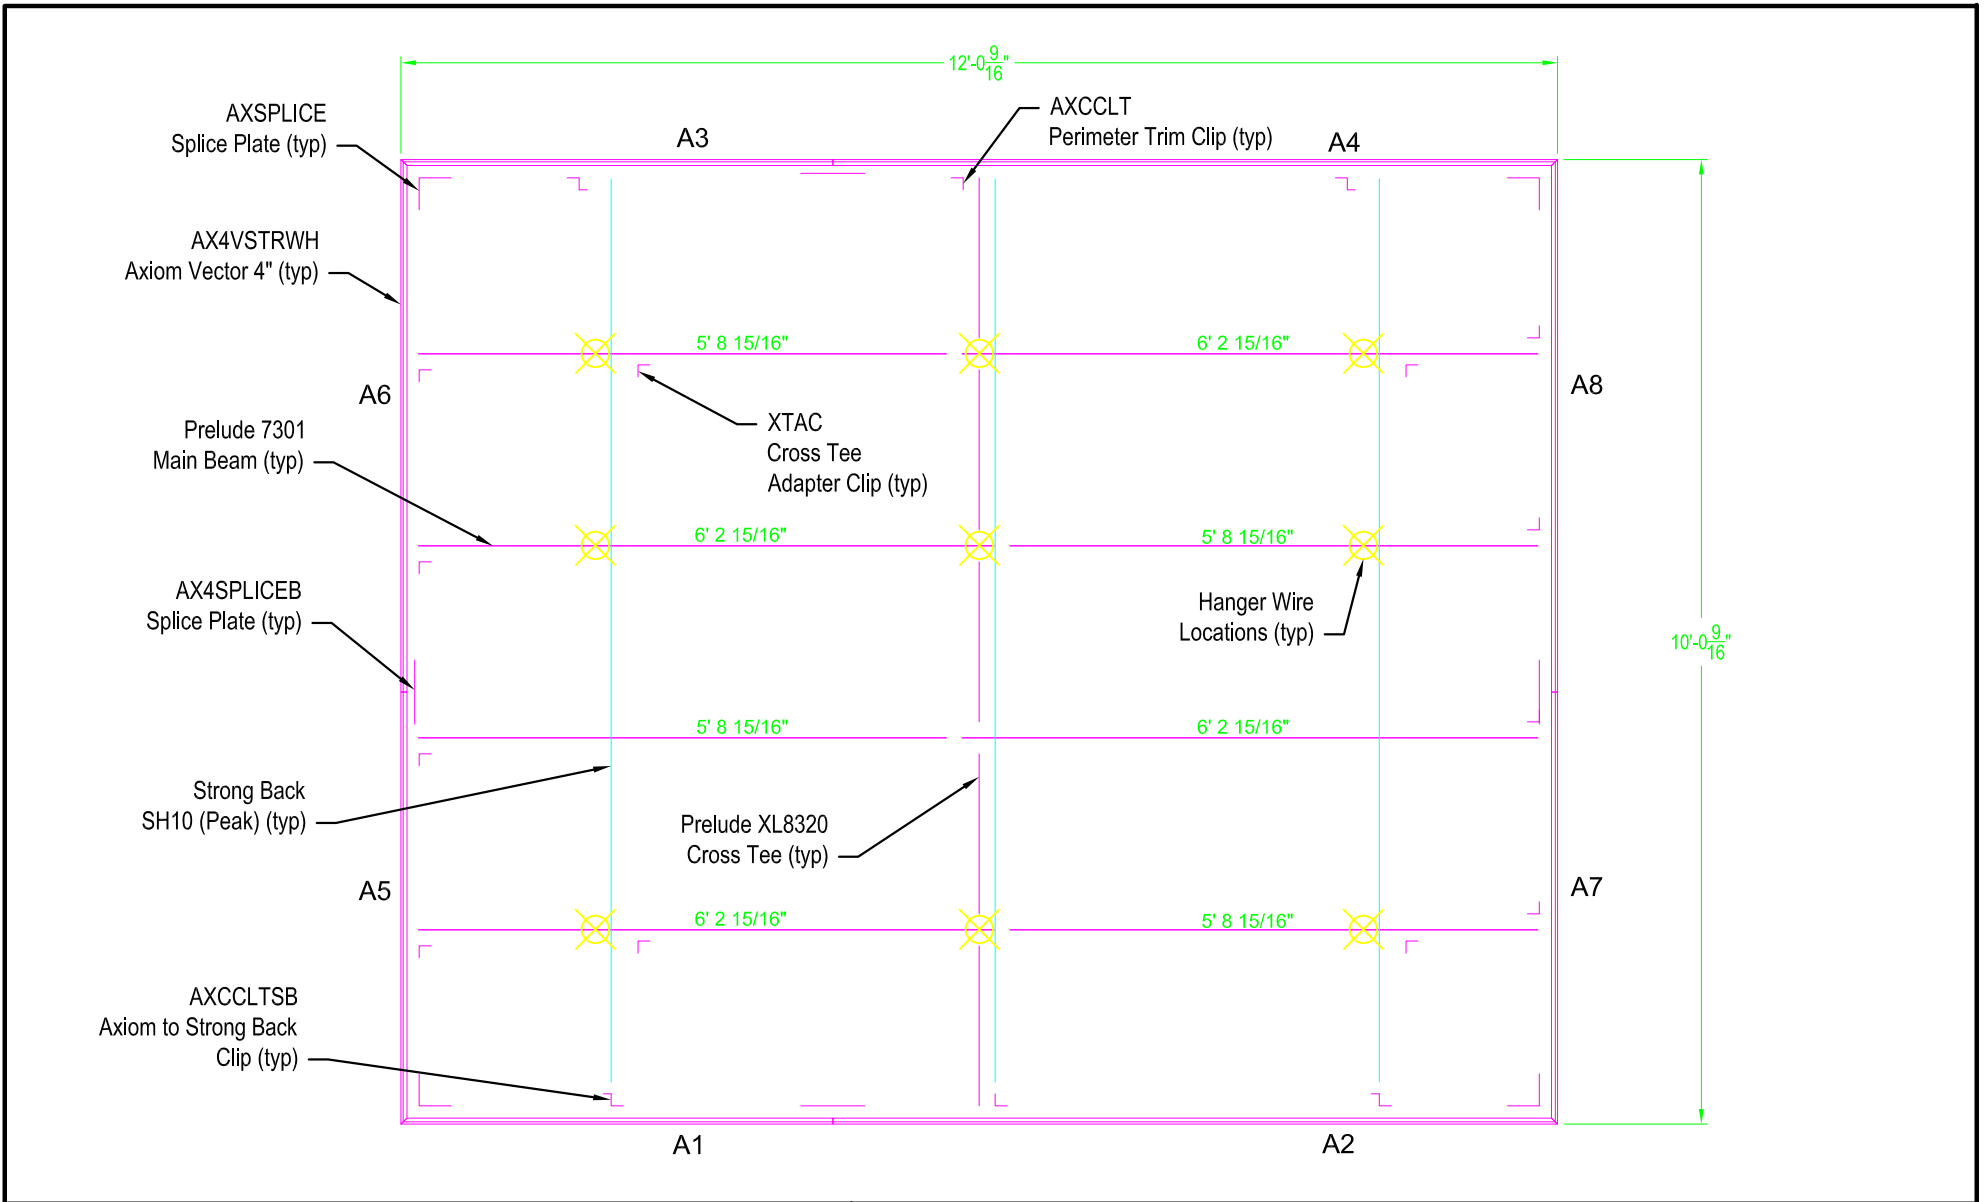 12'-0 9/16"
AXSPLICE
Splice Plate (typ)
AXCCLT
Perimeter Trim Clip (typ)
A3
A4
AX4VSTRWH
Axiom Vector 4" (typ)
5' 8 15/16"
6' 2 15/16"
A6
A8
XTAC
Cross Tee
Adapter Clip (typ)
Prelude 7301
Main Beam (typ)
6' 2 15/16"
5' 8 15/16"
AX4SPLICEB
Splice Plate (typ)
Hanger Wire
Locations (typ)
10'-0 9/16"
5' 8 15/16"
6' 2 15/16"
Strong Back
SH10 (Peak) (typ)
Prelude XL8320
Cross Tee (typ)
A5
A7
6' 2 15/16"
5' 8 15/16"
AXCCLTSB
Axiom to Strong Back
Clip (typ)
A1
A2